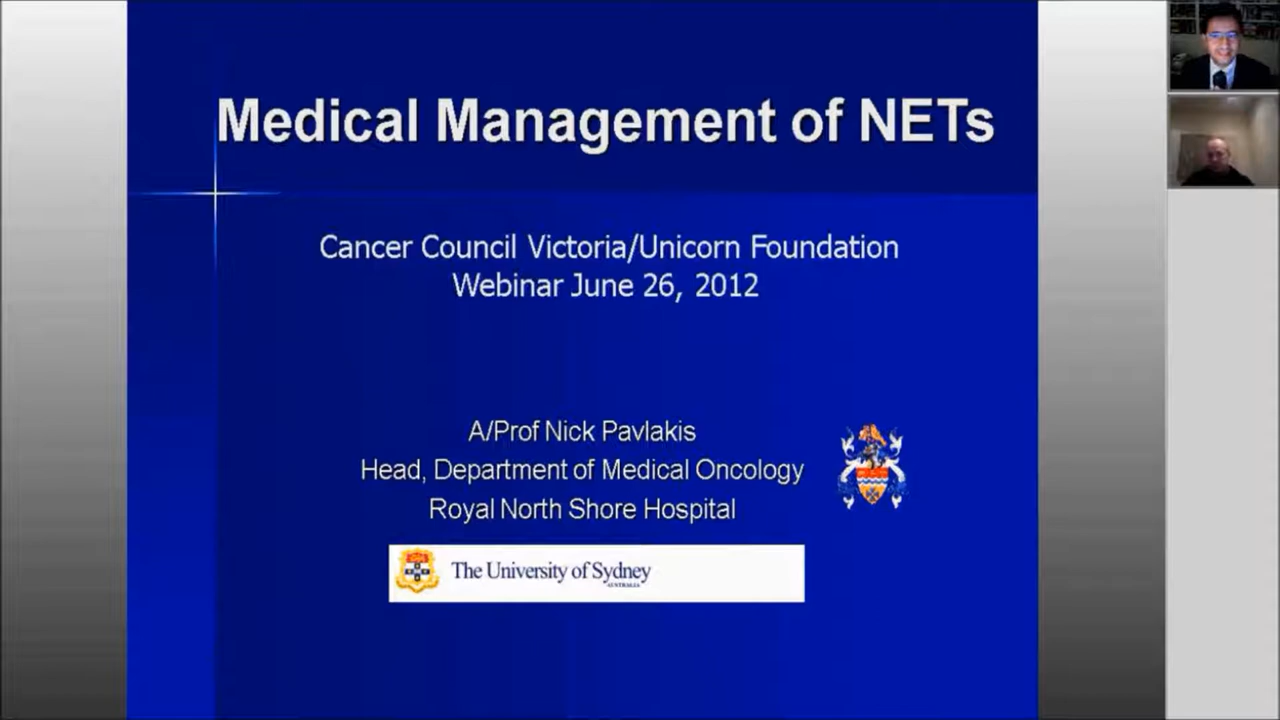 Medical Management of NETs
Cancer Council Victoria/Unicorn Foundation
Webinar June 26, 2012
A/Prof Nick Pavlakis
Head, Department of Medical Oncology
Royal North Shore Hospital
The University of Sydney
AUSTRALIA